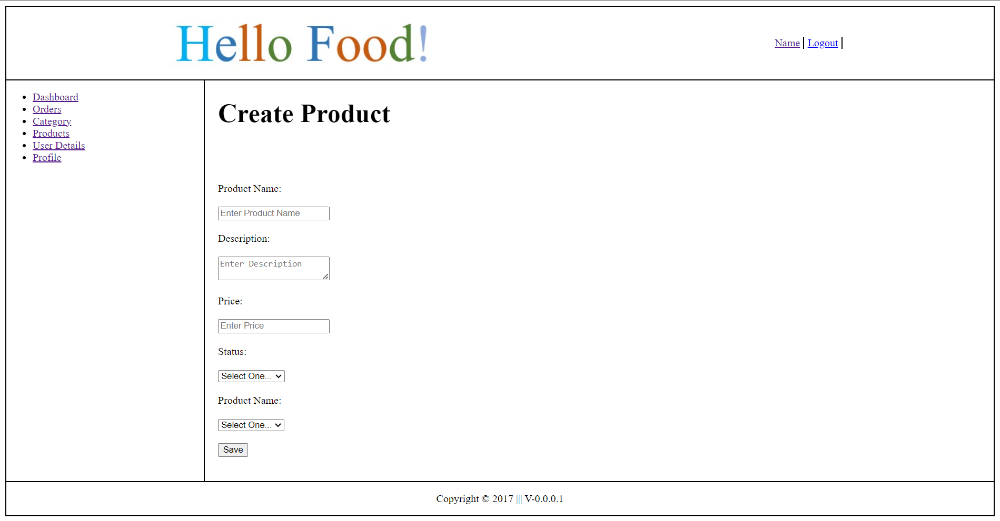 Hello Food!
Name | Logout |
Dashboard
Orders
Category
Products
User Details
Profile
Create Product
Product Name:
Enter Product Name
Description:
Enter Description
Price:
Enter Price
Status:
Select One...
Product Name:
Select One...
Save
Copyright © 2017 ||| V-0.0.0.1